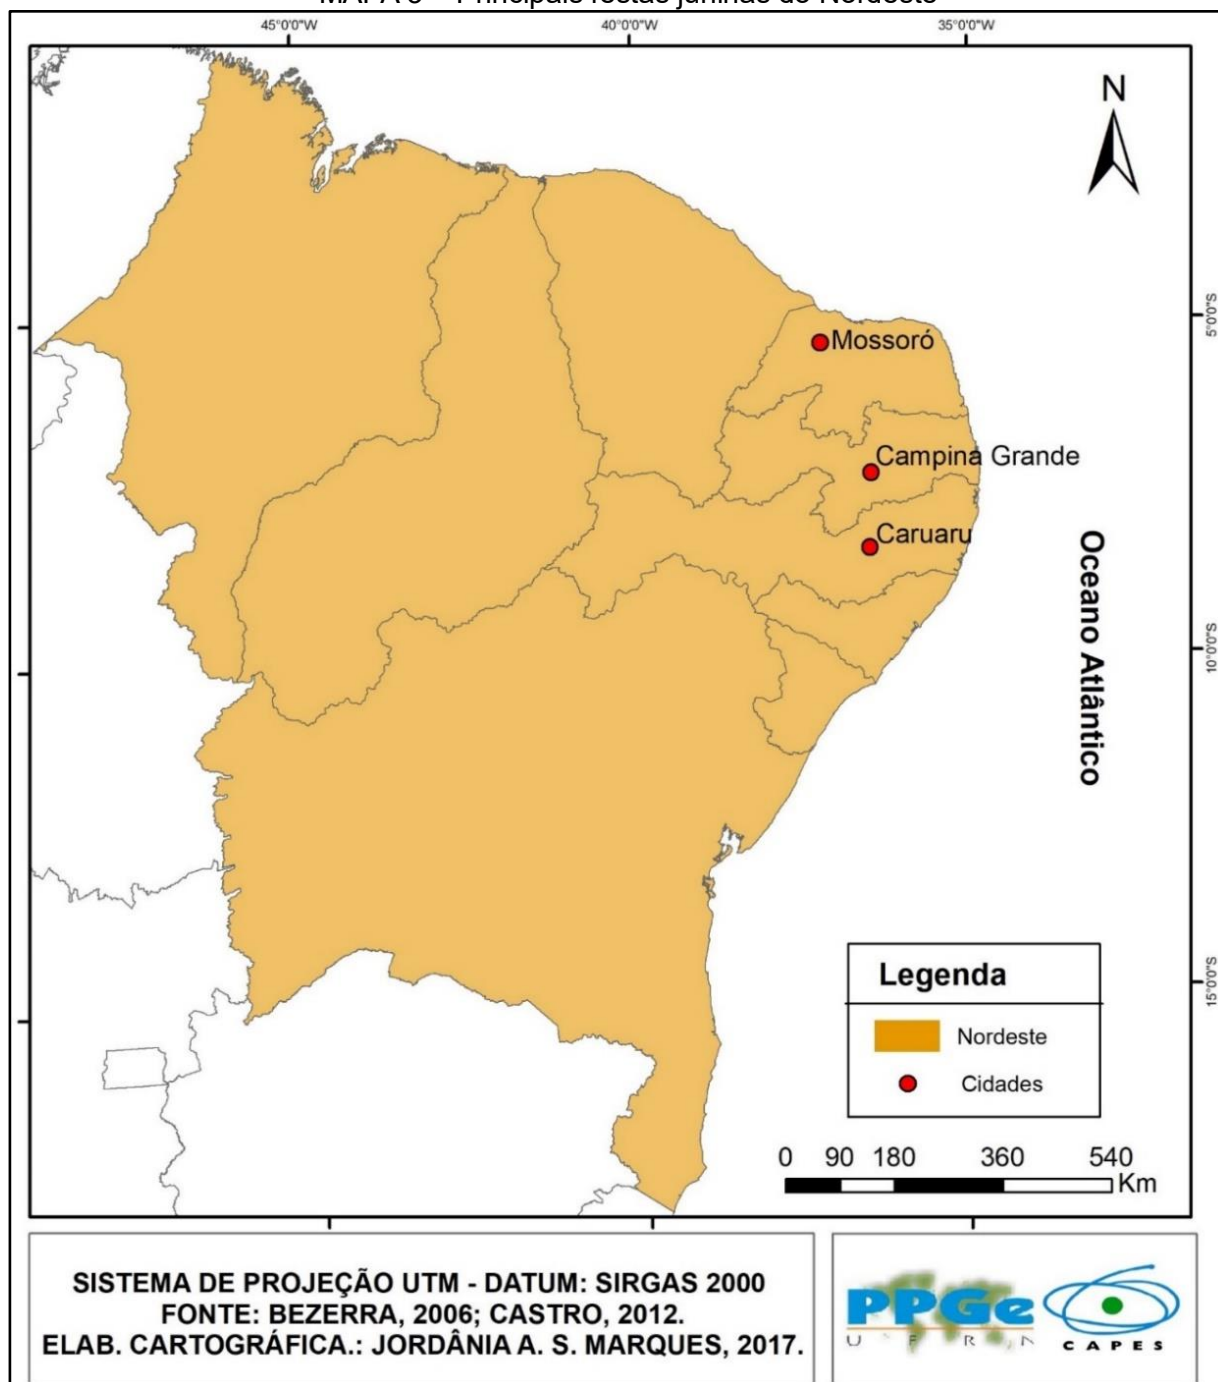 MAPA 3 – Principais festas juninas do Nordeste
45°0'0"W 40°0'0"W 35°0'0"W
N
5°0'0"S
Mossoró
Campina Grande
Caruaru
Oceano Atlântico
10°0'0"S
15°0'0"S
Legenda
Nordeste
Cidades
0 90 180 360 540
Km
SISTEMA DE PROJEÇÃO UTM - DATUM: SIRGAS 2000
FONTE: BEZERRA, 2006; CASTRO, 2012.
ELAB. CARTOGRÁFICA.: JORDÂNIA A. S. MARQUES, 2017.
PPGe
U F R N
CAPES